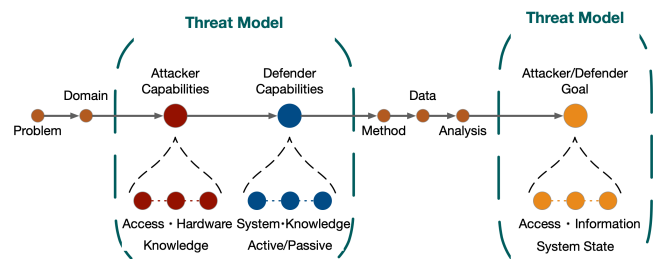 Threat Model
Threat Model
Attacker
Capabilities
Defender
Capabilities
Attacker/Defender
Goal
Domain
Data
Problem
Method
Analysis
Access · Hardware
Knowledge
System·Knowledge
Active/Passive
Access · Information
System State